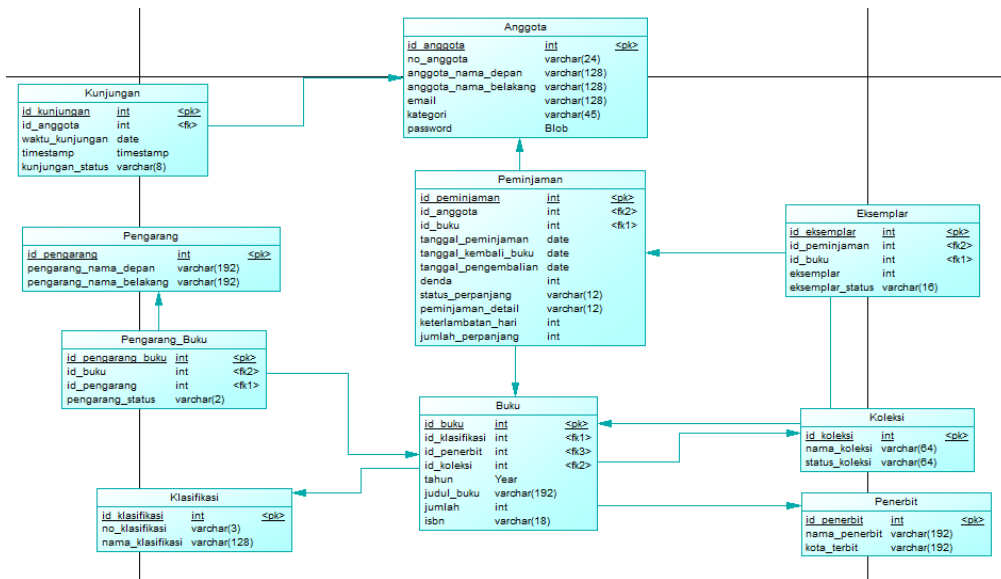 Anggota
id_anggota int <pk>
no_anggota varchar(24)
anggota_nama_depan varchar(128)
anggota_nama_belakang varchar(128)
email varchar(128)
kategori varchar(45)
password Blob
Kunjungan
id_kunjungan int <pk>
id_anggota int <fk>
waktu_kunjungan date
timestamp timestamp
kunjungan_status varchar(8)
Peminjaman
id_peminjaman int <pk>
id_anggota int <fk2>
id_buku int <fk1>
tanggal_peminjaman date
tanggal_kembali_buku date
tanggal_pengembalian date
denda int
status_perpanjang varchar(12)
peminjaman_detail varchar(12)
keterlambatan_hari int
jumlah_perpanjang int
Eksemplar
id_eksemplar int <pk>
id_peminjaman int <fk2>
id_buku int <fk1>
eksemplar int
eksemplar_status varchar(16)
Pengarang
id_pengarang int <pk>
pengarang_nama_depan varchar(192)
pengarang_nama_belakang varchar(192)
Pengarang_Buku
id_pengarang_buku int <pk>
id_buku int <fk2>
id_pengarang int <fk1>
pengarang_status varchar(2)
Buku
id_buku int <pk>
id_klasifikasi int <fk1>
id_penerbit int <fk3>
id_koleksi int <fk2>
tahun Year
judul_buku varchar(192)
jumlah int
isbn varchar(18)
Koleksi
id_koleksi int <pk>
nama_koleksi varchar(64)
status_koleksi varchar(64)
Klasifikasi
id_klasifikasi int <pk>
no_klasifikasi varchar(3)
nama_klasifikasi varchar(128)
Penerbit
id_penerbit int <pk>
nama_penerbit varchar(192)
kota_terbit varchar(192)